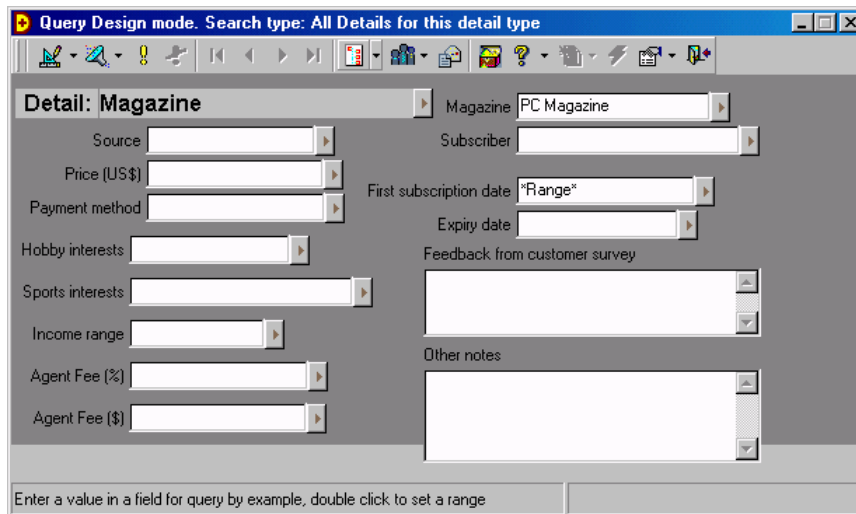 Query Design mode. Search type: All Details for this detail type
Detail: Magazine
Magazine PC Magazine
Source
Subscriber
Price (US$)
First subscription date *Range*
Payment method
Expiry date
Hobby interests
Feedback from customer survey
Sports interests
Income range
Other notes
Agent Fee (%)
Agent Fee ($)
Enter a value in a field for query by example, double click to set a range